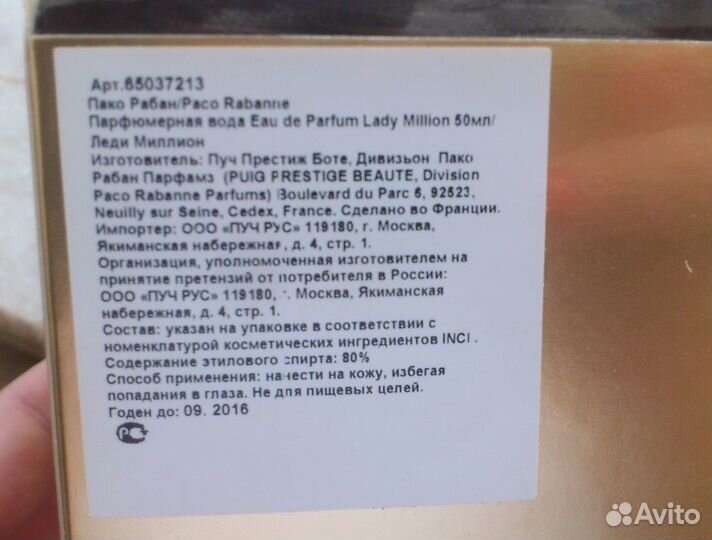 Арт.65037213
Пако Рабан/Paco Rabanne
Парфюмерная вода Eau de Parfum Lady Million 50мл/
Леди Миллион
Изготовитель: Пуч Престиж Боте, Дивизьон Пако
Рабан Парфамз (PUIG PRESTIGE BEAUTE, Division
Paco Rabanne Parfums) Boulevard du Parc 6, 92523,
Neuilly sur Seine, Cedex, France. Сделано во Франции.
Импортер: ООО «ПУЧ РУС» 119180, г. Москва,
Якиманская набережная, д. 4, стр. 1.
Организация, уполномоченная изготовителем на
принятие претензий от потребителя в России:
ООО «ПУЧ РУС» 119180, г. Москва, Якиманская
набережная, д. 4, стр. 1.
Состав: указан на упаковке в соответствии с
номенклатурой косметических ингредиентов INCI .
Содержание этилового спирта: 80%
Способ применения: нанести на кожу, избегая
попадания в глаза. Не для пищевых целей.
Годен до: 09. 2016
РС
Avito